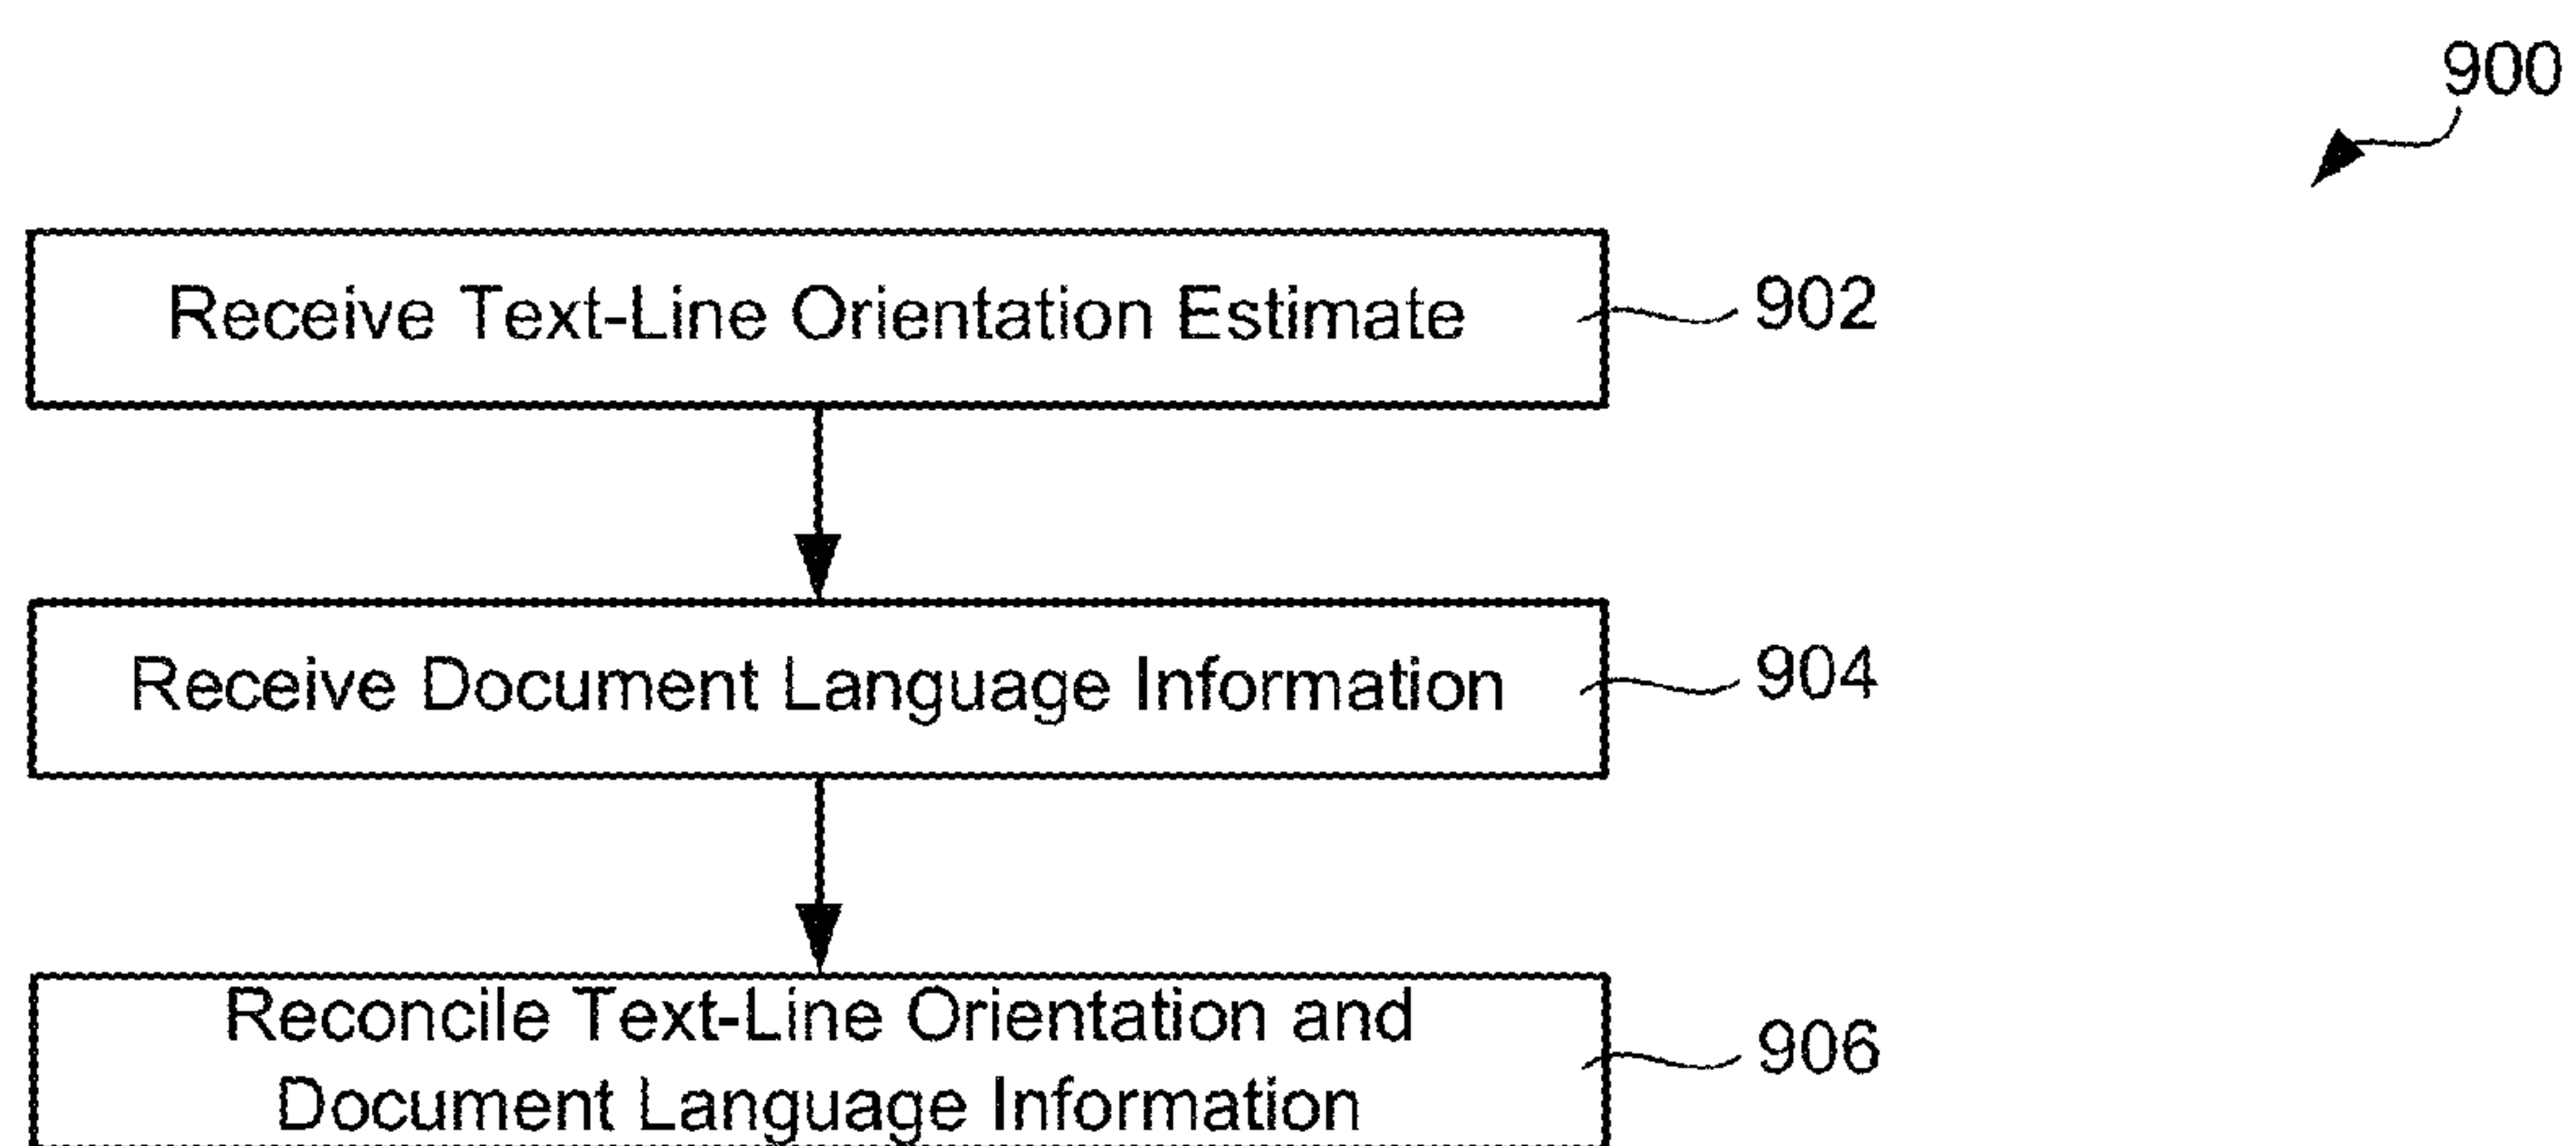 900
Receive Text-Line Orientation Estimate
902
Receive Document Language Information
904
Reconcile Text-Line Orientation and
Document Language Information
906